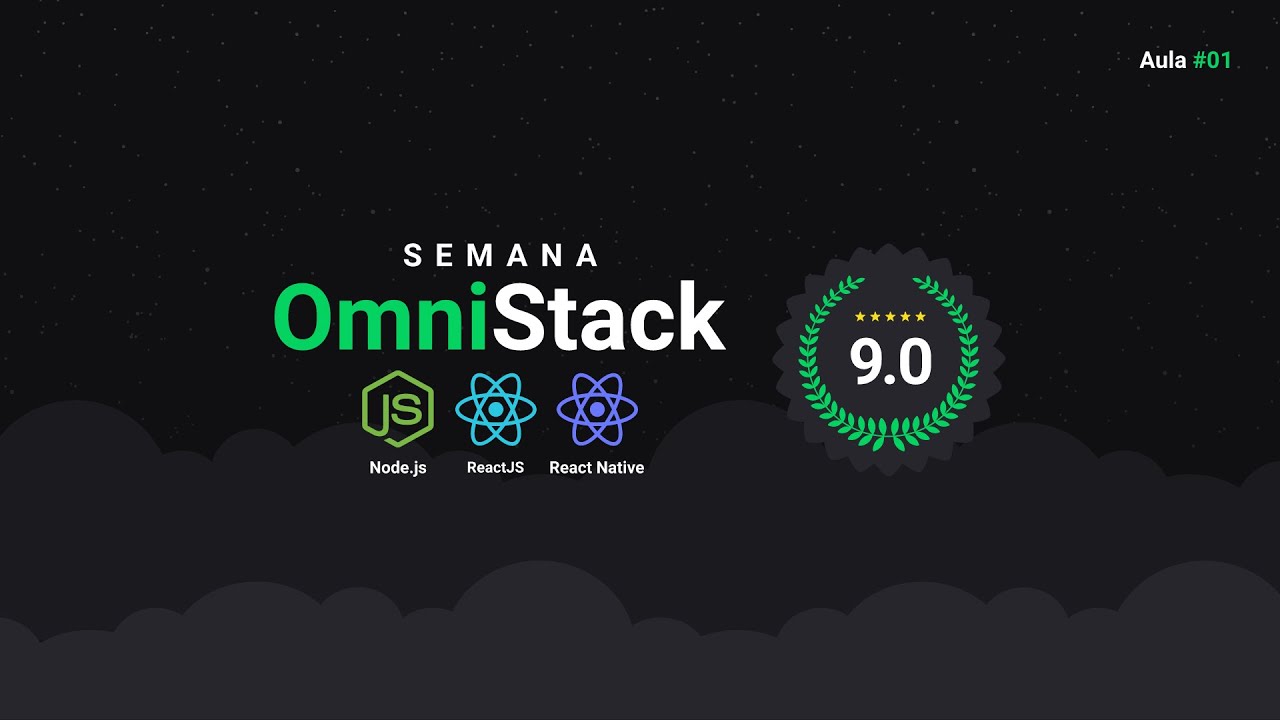 Aula #01
SEMANA
OmniStack
9.0
JS
Node.js
ReactJS
React Native